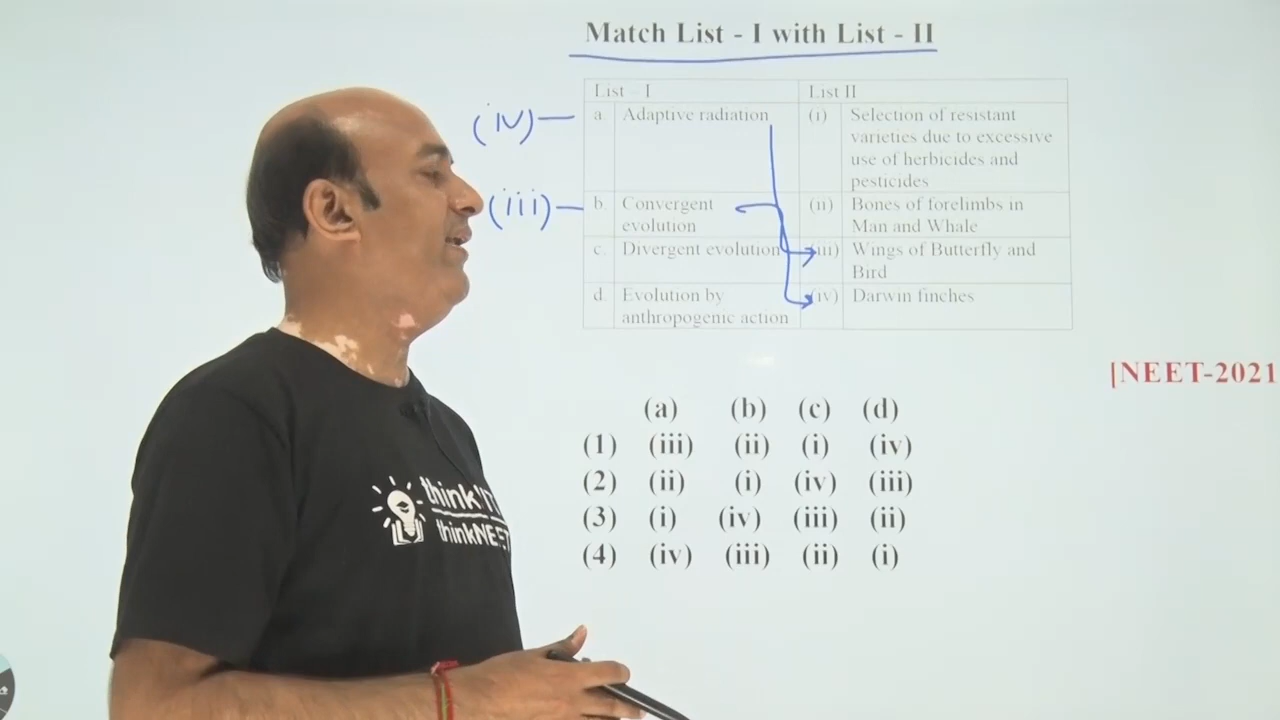 Match List - I with List - II
List - I List II
(iv) a. Adaptive radiation (i) Selection of resistant
varieties due to excessive
use of herbicides and
pesticides
(iii) b Convergent (ii) Bones of forelimbs in
evolution Man and Whale
c. Divergent evolution (iii) Wings of Butterfly and
Bird
d. Evolution by (iv) Darwin finches
anthropogenic action
[NEET-2021
(a) (b) (c) (d)
(1) (iii) (ii) (i) (iv)
(2) (ii) (i) (iv) (iii)
(3) (i) (iv) (iii) (ii)
(4) (iv) (iii) (ii) (i)
thinkNEET